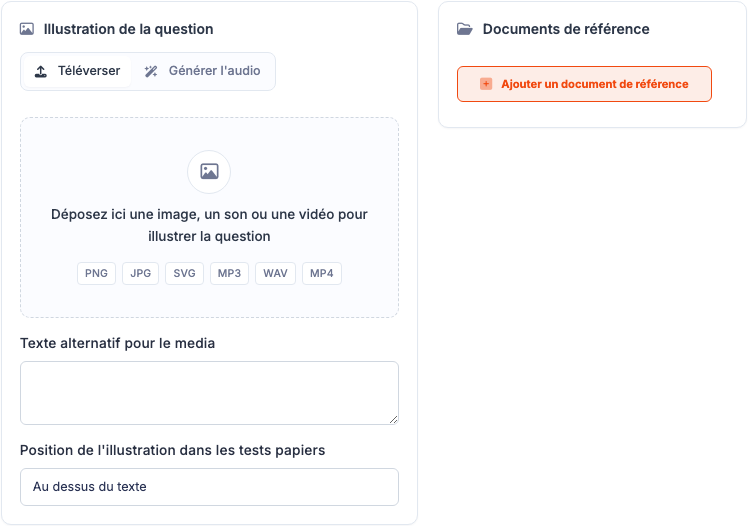 Illustration de la question
Téléverser
Générer l'audio
Déposez ici une image, un son ou une vidéo pour
illustrer la question
PNG
JPG
SVG
MP3
WAV
MP4
Texte alternatif pour le media
Position de l'illustration dans les tests papiers
Au dessus du texte
Documents de référence
Ajouter un document de référence